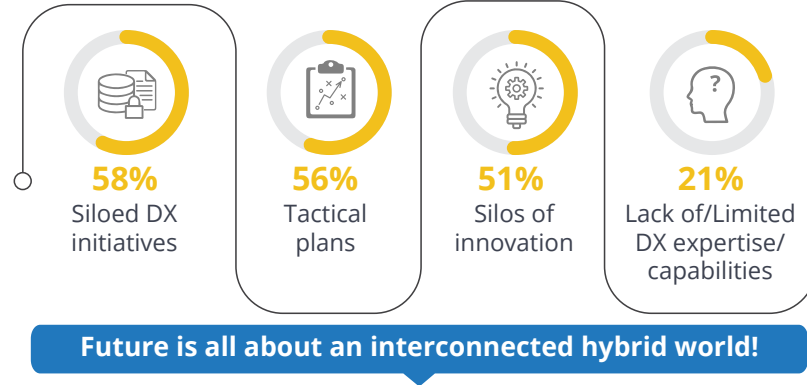 58%
Siloed DX
initiatives
56%
Tactical
plans
51%
Silos of
innovation
?
21%
Lack of/Limited
DX expertise/
capabilities
Future is all about an interconnected hybrid world!